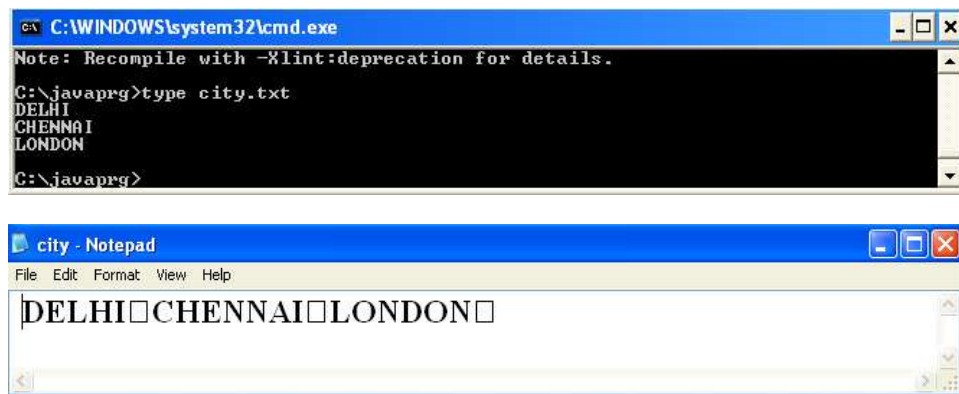 C:\WINDOWS\system32\cmd.exe
Note: Recompile with -Xlint:deprecation for details.
C:\javaprg>type city.txt
DELHI
CHENNAI
LONDON
C:\javaprg>
city - Notepad
File Edit Format View Help
DELHI□CHENNAI□LONDON□